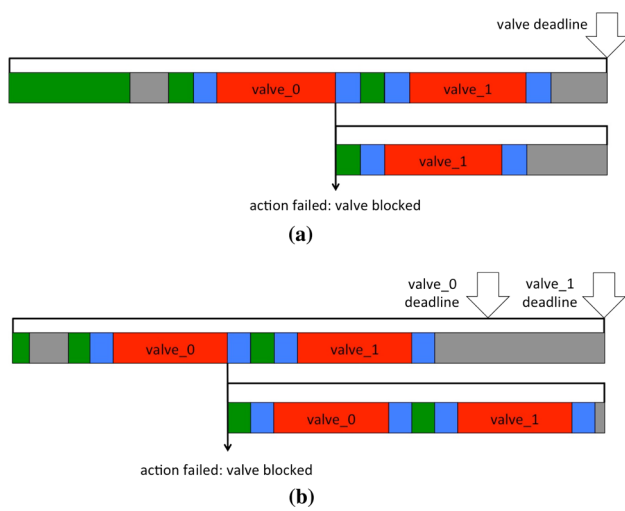 valve deadline
valve_0
valve_1
valve_1
action failed: valve blocked
(a)
valve_0
deadline
valve_1
deadline
valve_0
valve_1
valve_0
valve_1
action failed: valve blocked
(b)